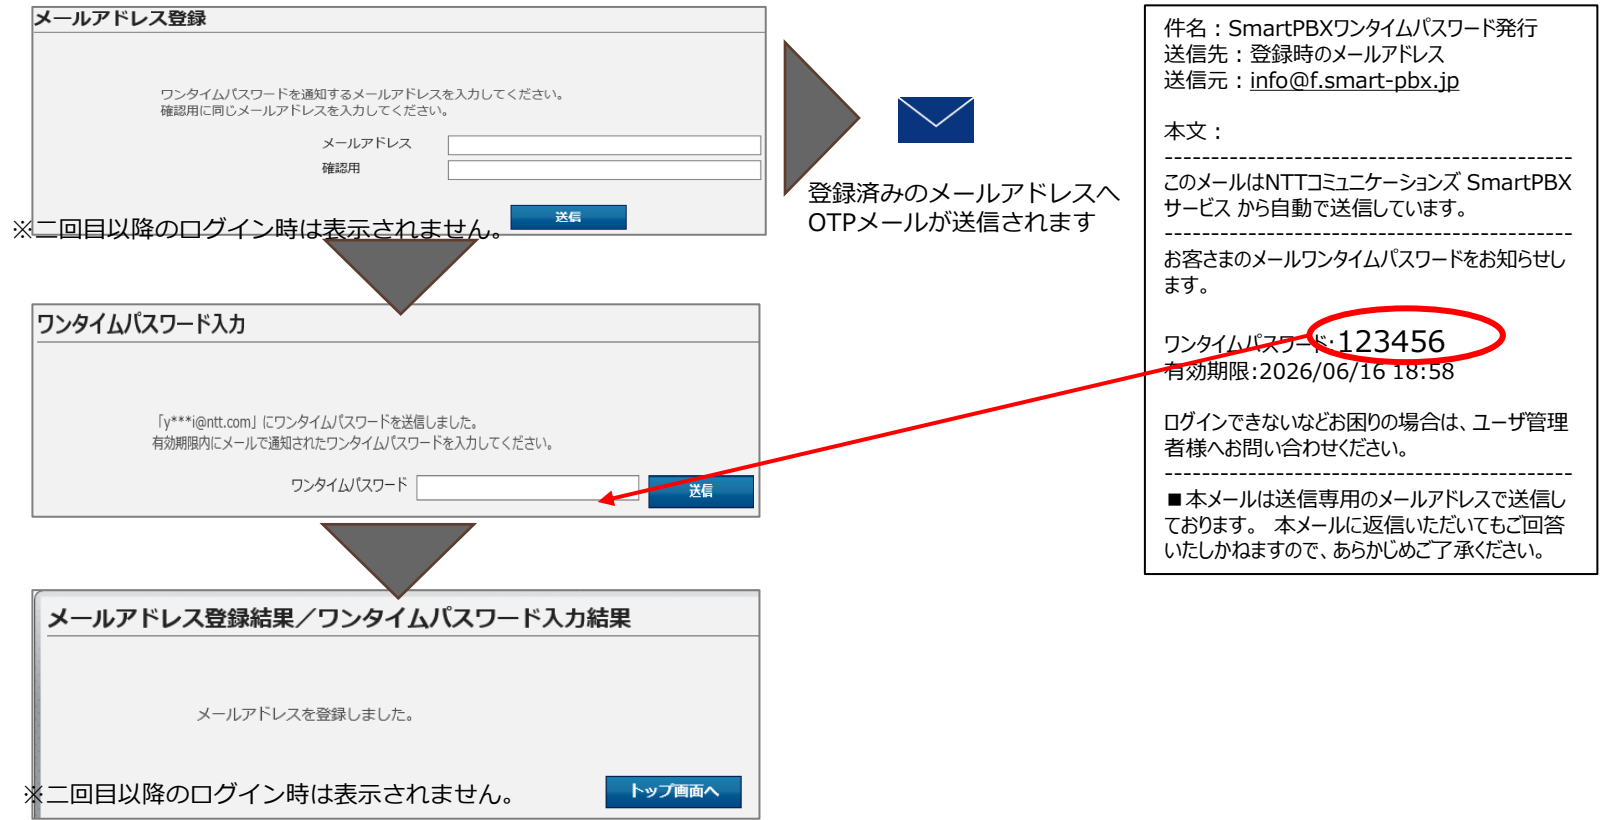 メールアドレス登録
ワンタイムパスワードを通知するメールアドレスを入力してください。
確認用に同じメールアドレスを入力してください。
メールアドレス
確認用
送信
※二回目以降のログイン時は表示されません。
登録済みのメールアドレスへ
OTPメールが送信されます
ワンタイムパスワード入力
「y***i@ntt.com」にワンタイムパスワードを送信しました。
有効期限内にメールで通知されたワンタイムパスワードを入力してください。
ワンタイムパスワード
送信
メールアドレス登録結果／ワンタイムパスワード入力結果
メールアドレスを登録しました。
※二回目以降のログイン時は表示されません。
トップ画面へ
件名：SmartPBXワンタイムパスワード発行
送信先：登録時のメールアドレス
送信元：info@f.smart-pbx.jp
本文：
--------------------------------------------
このメールはNTTコミュニケーションズ SmartPBX
サービス から自動で送信しています。
--------------------------------------------
お客さまのメールワンタイムパスワードをお知らせし
ます。
ワンタイムパスワード:123456
有効期限:2026/06/16 18:58
ログインできないなどお困りの場合は、ユーザ管理
者様へお問い合わせください。
--------------------------------------------
■本メールは送信専用のメールアドレスで送信し
ております。 本メールに返信いただいてもご回答
いたしかねますので、あらかじめご了承ください。